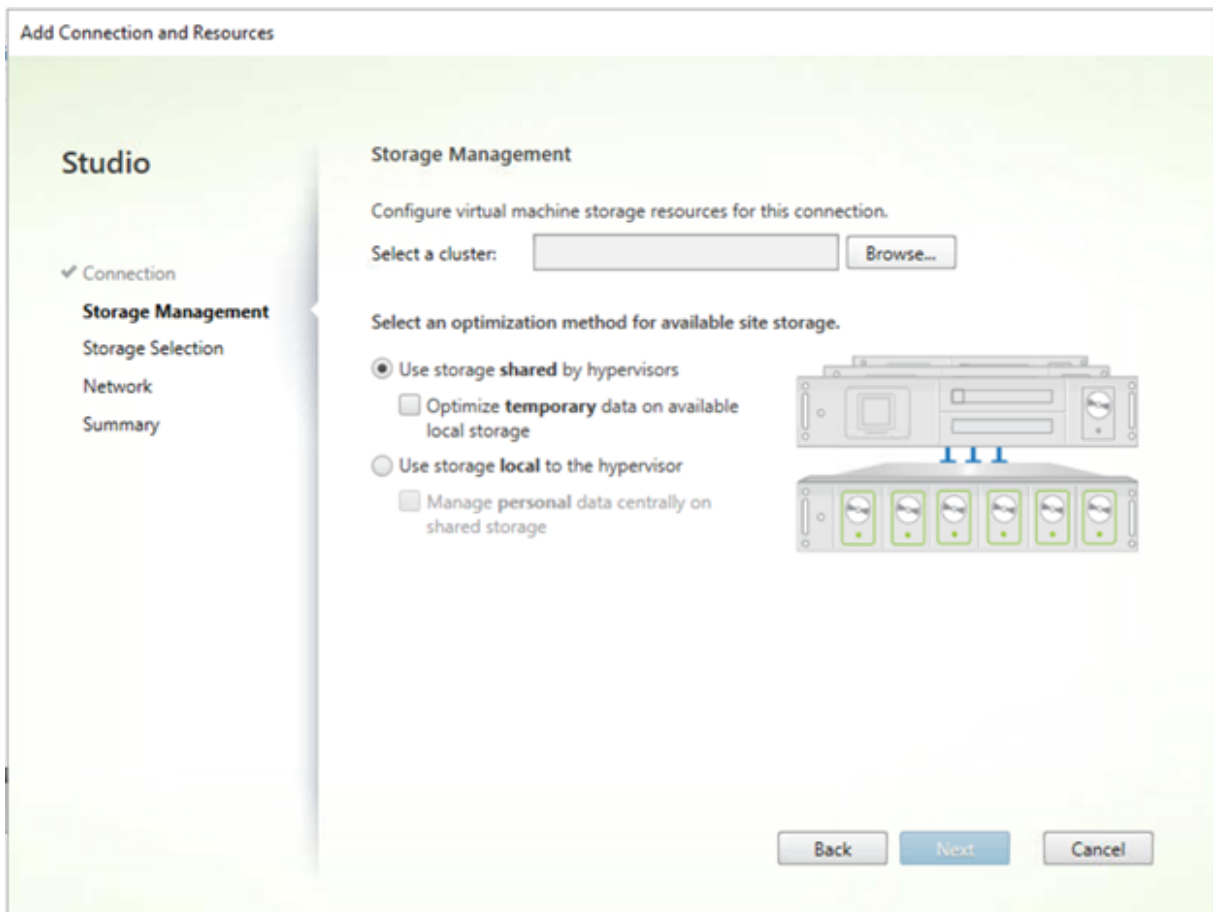 Add Connection and Resources
Studio
Connection
Storage Management
Storage Selection
Network
Summary
Storage Management
Configure virtual machine storage resources for this connection.
Select a cluster:
Browse...
Select an optimization method for available site storage.
Use storage shared by hypervisors
Optimize temporary data on available
local storage
Use storage local to the hypervisor
Manage personal data centrally on
shared storage
Back
Next
Cancel